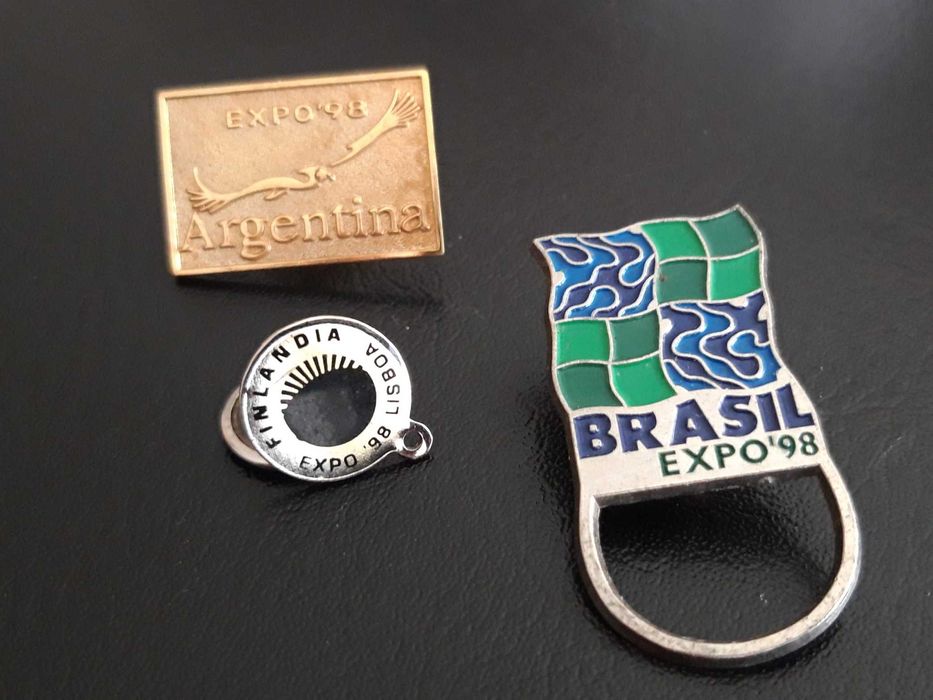 EXPO'98
Argentina
FINLANDIA
EXPO '98 LISBOA
BRASIL
EXPO'98